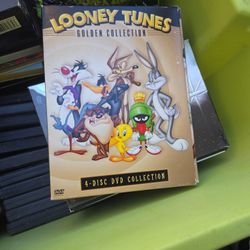 LOONEY TUNES
GOLDEN COLLECTION
4-DISC DVD COLLECTION
DVD